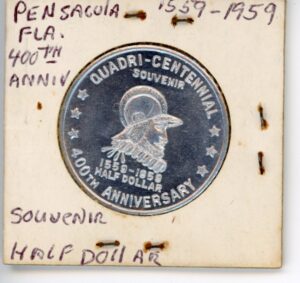 PENSACOLA 1559-1959
FLA.
400TH
ANNIV
QUADRI-CENTENNIAL
SOUVENIR
1559-1959
HALF DOLLAR
400TH ANNIVERSARY
SOUVENIR
HALF DOLLAR